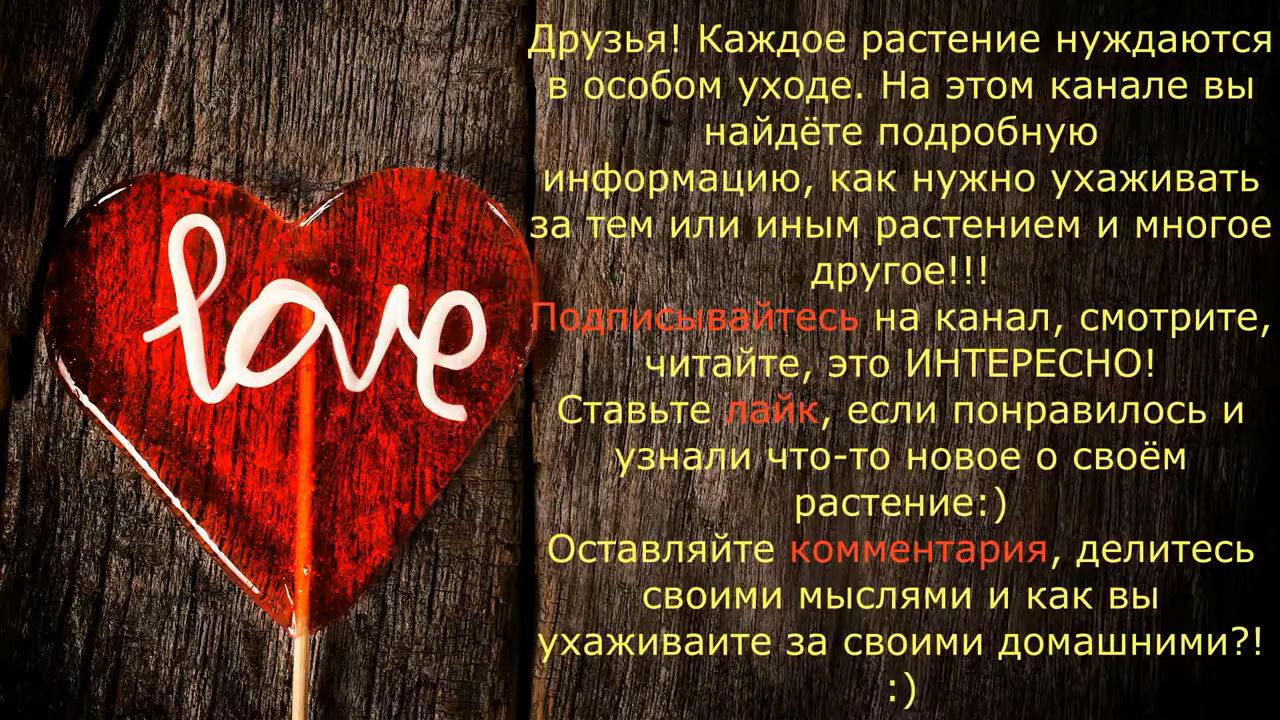 love
Друзья! Каждое растение нуждаются
в особом уходе. На этом канале вы
найдёте подробную
информацию, как нужно ухаживать
за тем или иным растением и многое
другое!!!
Подписывайтесь на канал, смотрите,
читайте, это ИНТЕРЕСНО!
Ставьте лайк, если понравилось и
узнали что-то новое о своём
растение:)
Оставляйте комментария, делитесь
своими мыслями и как вы
ухаживаите за своими домашними?!
:)